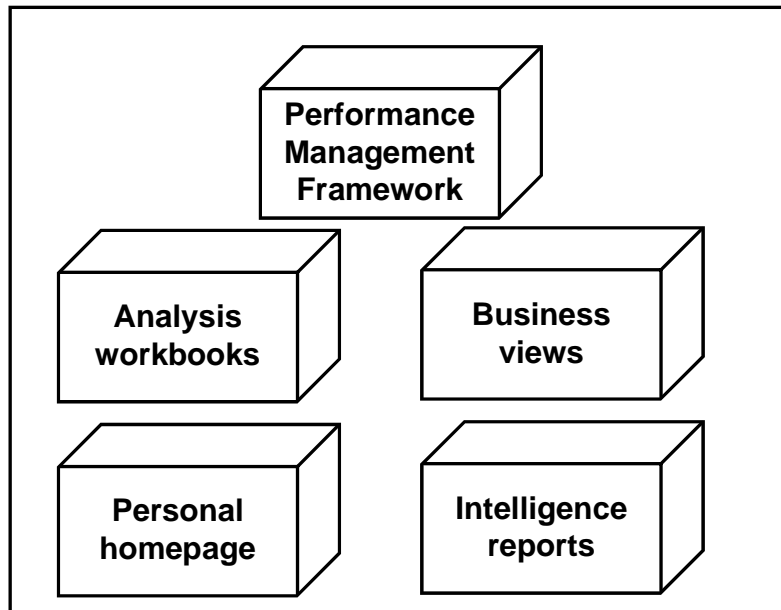 Performance
Management
Framework
Analysis
workbooks
Business
views
Personal
homepage
Intelligence
reports